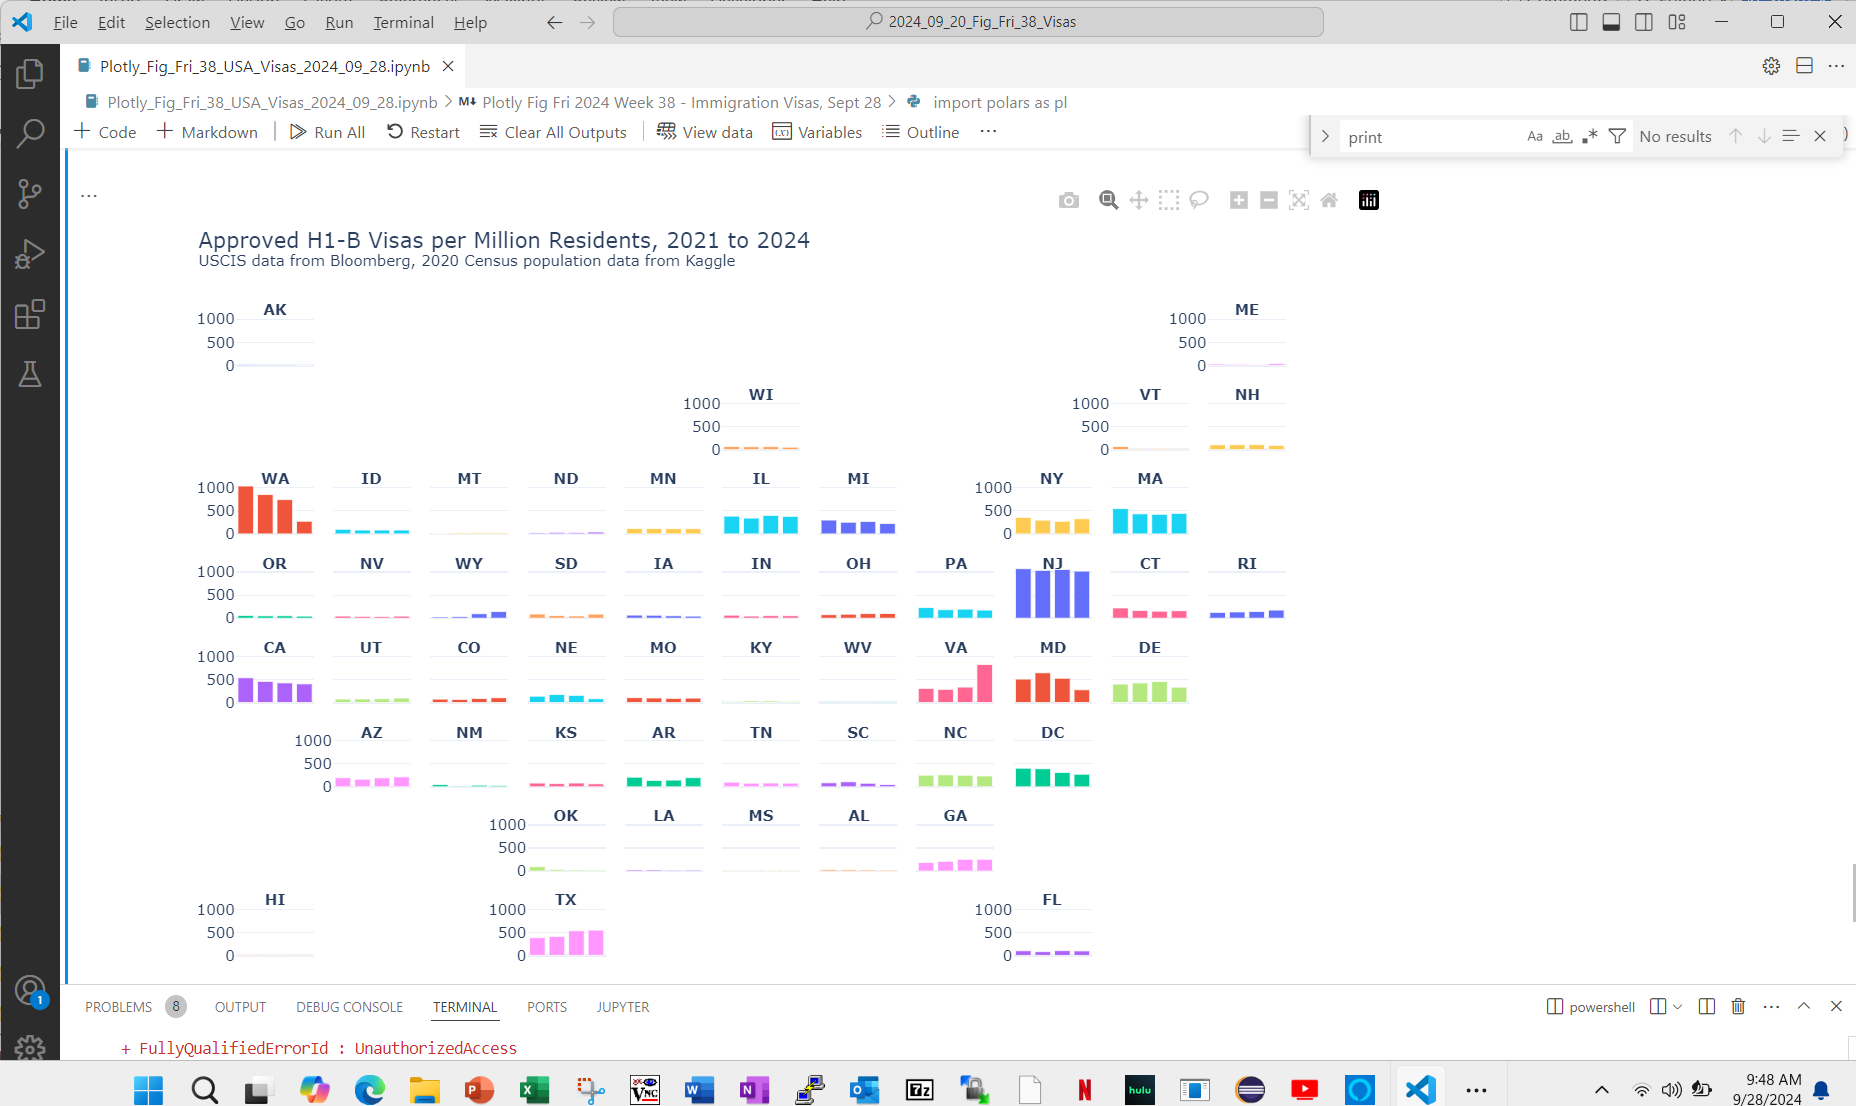 File Edit Selection View Go Run Terminal Help
2024_09_20_Fig_Fri_38_Visas
Plotly_Fig_Fri_38_USA_Visas_2024_09_28.ipynb
Plotly_Fig_Fri_38_USA_Visas_2024_09_28.ipynb > M↓ Plotly Fig Fri 2024 Week 38 - Immigration Visas, Sept 28 > import polars as pl
+ Code + Markdown Run All Restart Clear All Outputs View data Variables Outline ...
print Aa ab .* No results
Approved H1-B Visas per Million Residents, 2021 to 2024
USCIS data from Bloomberg, 2020 Census population data from Kaggle
AK ME
1000 1000
500 500
0 0
WI VT NH
1000 1000
500 500
0 0
WA ID MT ND MN IL MI NY MA
1000 1000
500 500
0 0
OR NV WY SD IA IN OH PA NJ CT RI
1000
500
0
CA UT CO NE MO KY WV VA MD DE
1000
500
0
AZ NM KS AR TN SC NC DC
1000
500
0
OK LA MS AL GA
1000
500
0
HI TX FL
1000 1000 1000
500 500 500
0 0 0
PROBLEMS 8 OUTPUT DEBUG CONSOLE TERMINAL PORTS JUPYTER
powershell
+ FullyQualifiedErrorId : UnauthorizedAccess
1
hulu
7z
VNC
9:48 AM
9/28/2024